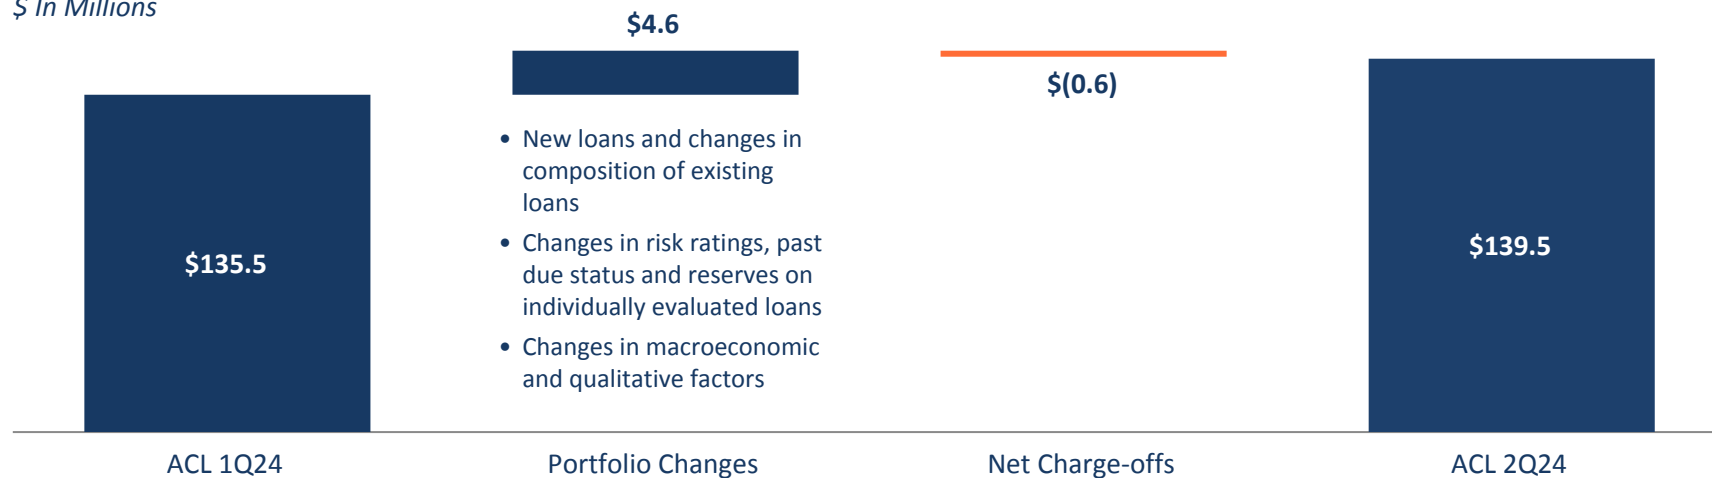 $ In Millions
$4.6
$(0.6)
• New loans and changes in
composition of existing
loans
• Changes in risk ratings, past
due status and reserves on
individually evaluated loans
• Changes in macroeconomic
and qualitative factors
$135.5
$139.5
ACL 1Q24
Portfolio Changes
Net Charge-offs
ACL 2Q24